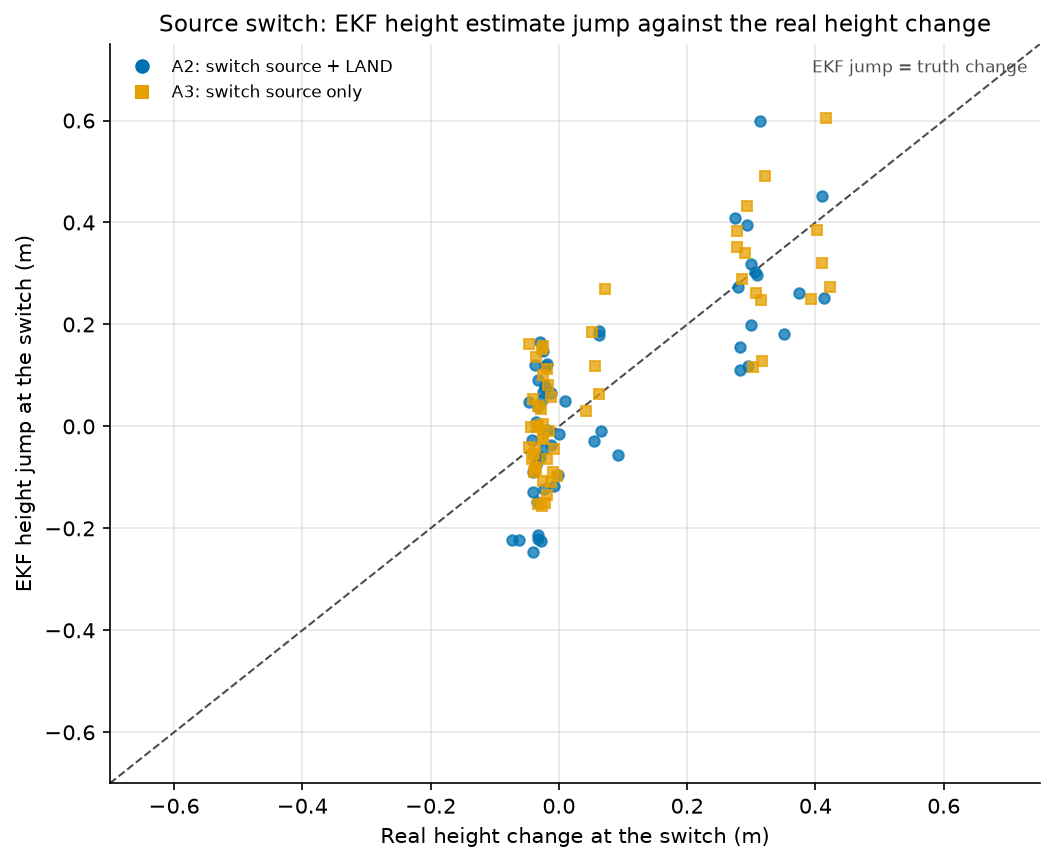 Source switch: EKF height estimate jump against the real height change
A2: switch source + LAND
A3: switch source only
EKF jump = truth change
EKF height jump at the switch (m)
0.6
0.4
0.2
0.0
−0.2
−0.4
−0.6
−0.6 −0.4 −0.2 0.0 0.2 0.4 0.6
Real height change at the switch (m)